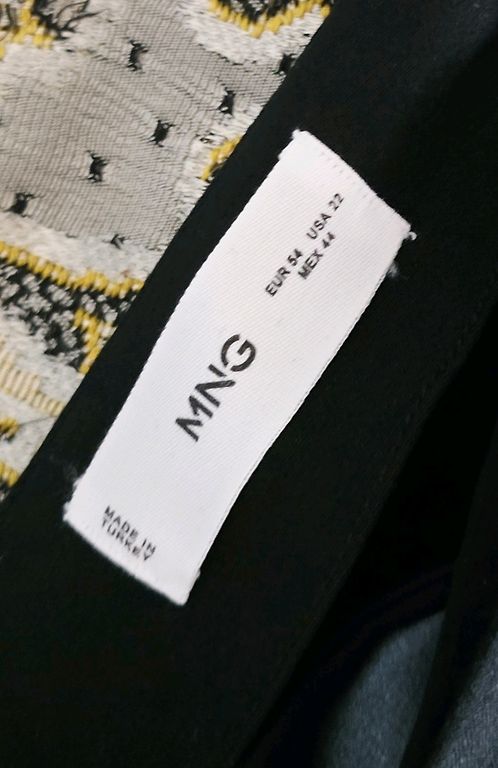 EUR 54 USA 22
MEX 44
MNG
MADE IN
TURKEY